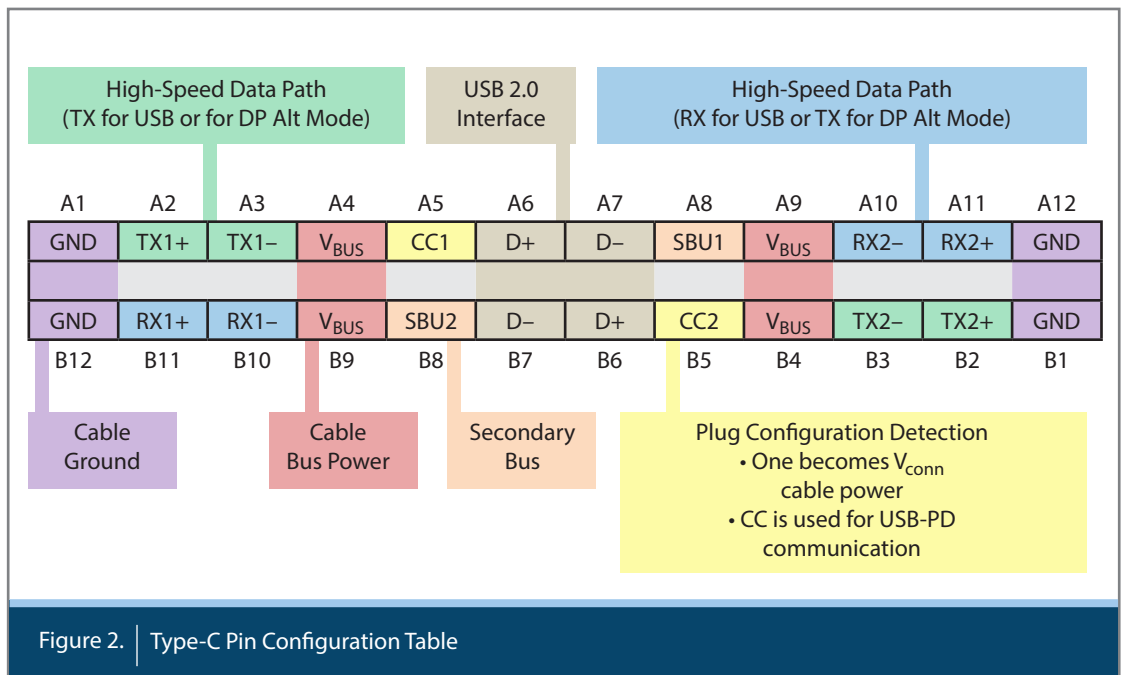 High-Speed Data Path
(TX for USB or for DP Alt Mode)
USB 2.0
Interface
High-Speed Data Path
(RX for USB or TX for DP Alt Mode)
A1 A2 A3 A4 A5 A6 A7 A8 A9 A10 A11 A12
GND TX1+ TX1– VBUS CC1 D+ D– SBU1 VBUS RX2– RX2+ GND
GND RX1+ RX1– VBUS SBU2 D– D+ CC2 VBUS TX2– TX2+ GND
B12 B11 B10 B9 B8 B7 B6 B5 B4 B3 B2 B1
Cable
Ground
Cable
Bus Power
Secondary
Bus
Plug Configuration Detection
• One becomes Vconn
cable power
• CC is used for USB-PD
communication
Figure 2. Type-C Pin Configuration Table